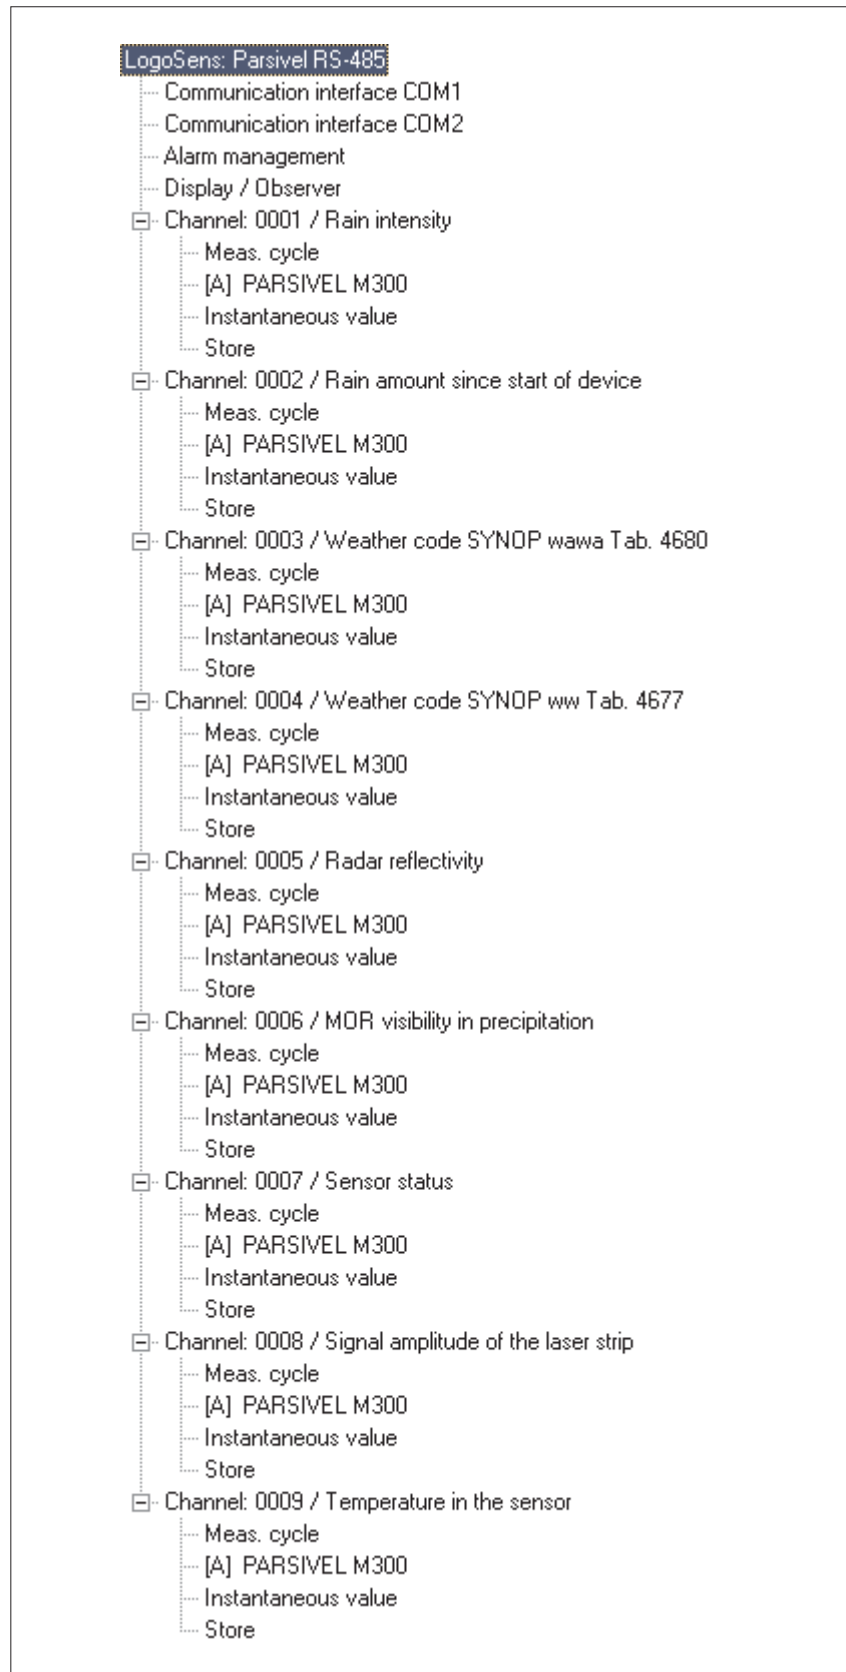 LogoSens: Parsivel RS-485
Communication interface COM1
Communication interface COM2
Alarm management
Display / Observer
Channel: 0001 / Rain intensity
Meas. cycle
[A] PARSIVEL M300
Instantaneous value
Store
Channel: 0002 / Rain amount since start of device
Meas. cycle
[A] PARSIVEL M300
Instantaneous value
Store
Channel: 0003 / Weather code SYNOP wawa Tab. 4680
Meas. cycle
[A] PARSIVEL M300
Instantaneous value
Store
Channel: 0004 / Weather code SYNOP ww Tab. 4677
Meas. cycle
[A] PARSIVEL M300
Instantaneous value
Store
Channel: 0005 / Radar reflectivity
Meas. cycle
[A] PARSIVEL M300
Instantaneous value
Store
Channel: 0006 / MOR visibility in precipitation
Meas. cycle
[A] PARSIVEL M300
Instantaneous value
Store
Channel: 0007 / Sensor status
Meas. cycle
[A] PARSIVEL M300
Instantaneous value
Store
Channel: 0008 / Signal amplitude of the laser strip
Meas. cycle
[A] PARSIVEL M300
Instantaneous value
Store
Channel: 0009 / Temperature in the sensor
Meas. cycle
[A] PARSIVEL M300
Instantaneous value
Store